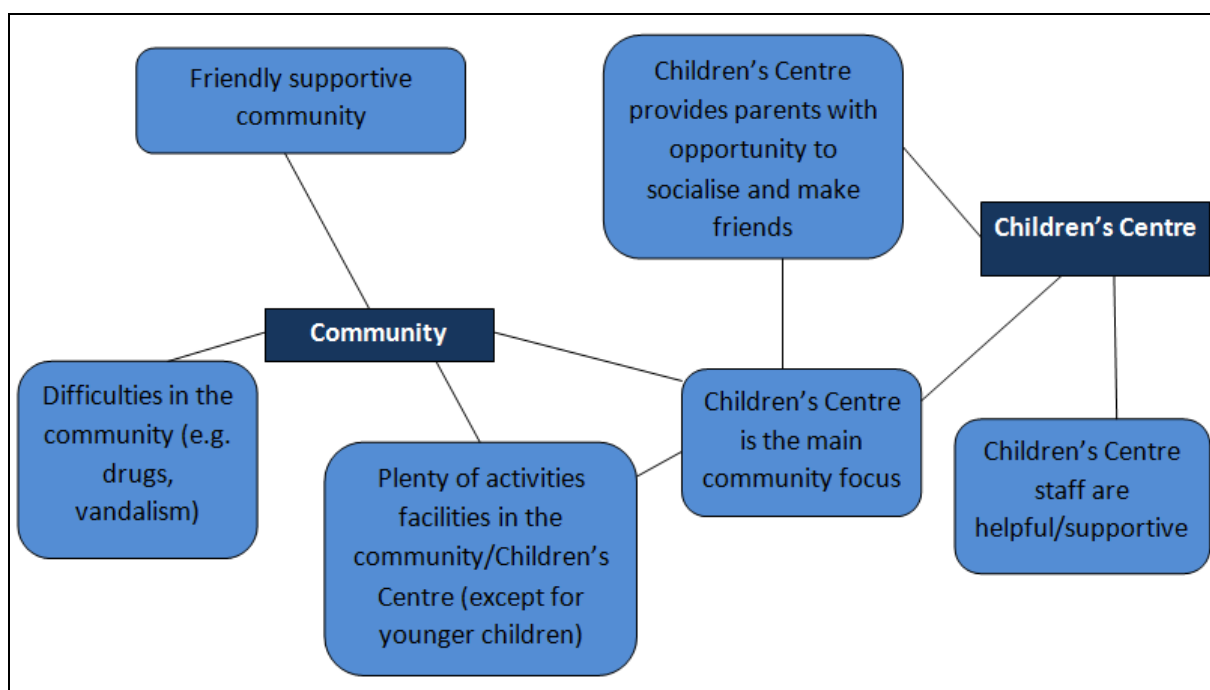 Friendly supportive
community
Children’s Centre
provides parents with
opportunity to
socialise and make
friends
Children’s Centre
Community
Difficulties in the
community (e.g.
drugs,
vandalism)
Plenty of activities
facilities in the
community/Children’s
Centre (except for
younger children)
Children’s Centre
is the main
community focus
Children’s Centre
staff are
helpful/supportive